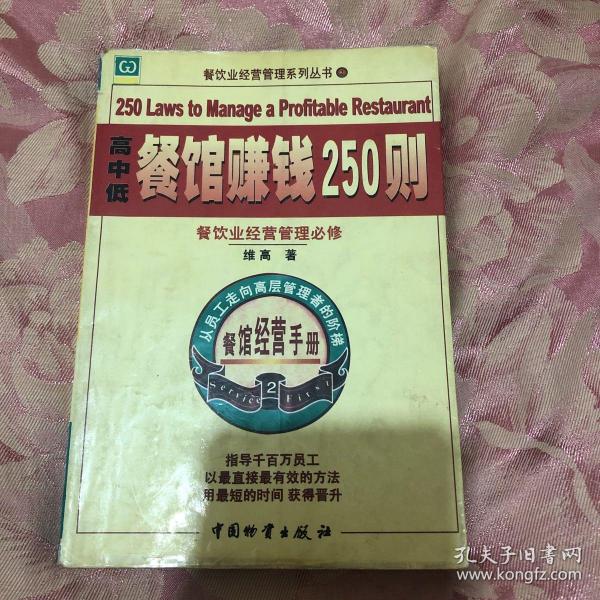 餐饮业经营管理系列丛书
250 Laws to Manage a Profitable Restaurant
高中低
餐馆赚钱250则
餐饮业经营管理必修
维高 著
从员工走向高层管理者的阶梯
餐馆经营手册
Service 2 First
指导千百万员工
以最直接最有效的方法
用最短的时间 获得晋升
中国物资出版社
孔夫子旧书网
www.kongfz.com